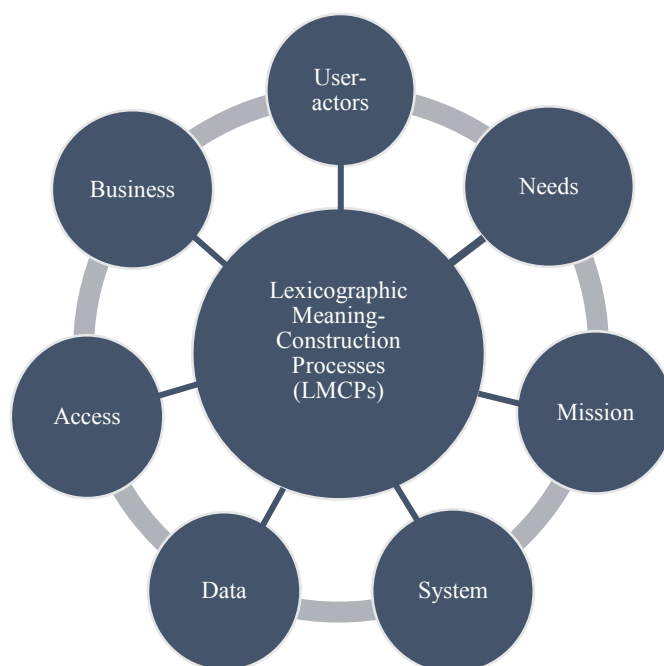 User-
actors
Needs
Business
Lexicographic
Meaning-
Construction
Processes
(LMCPs)
Access
Mission
Data
System